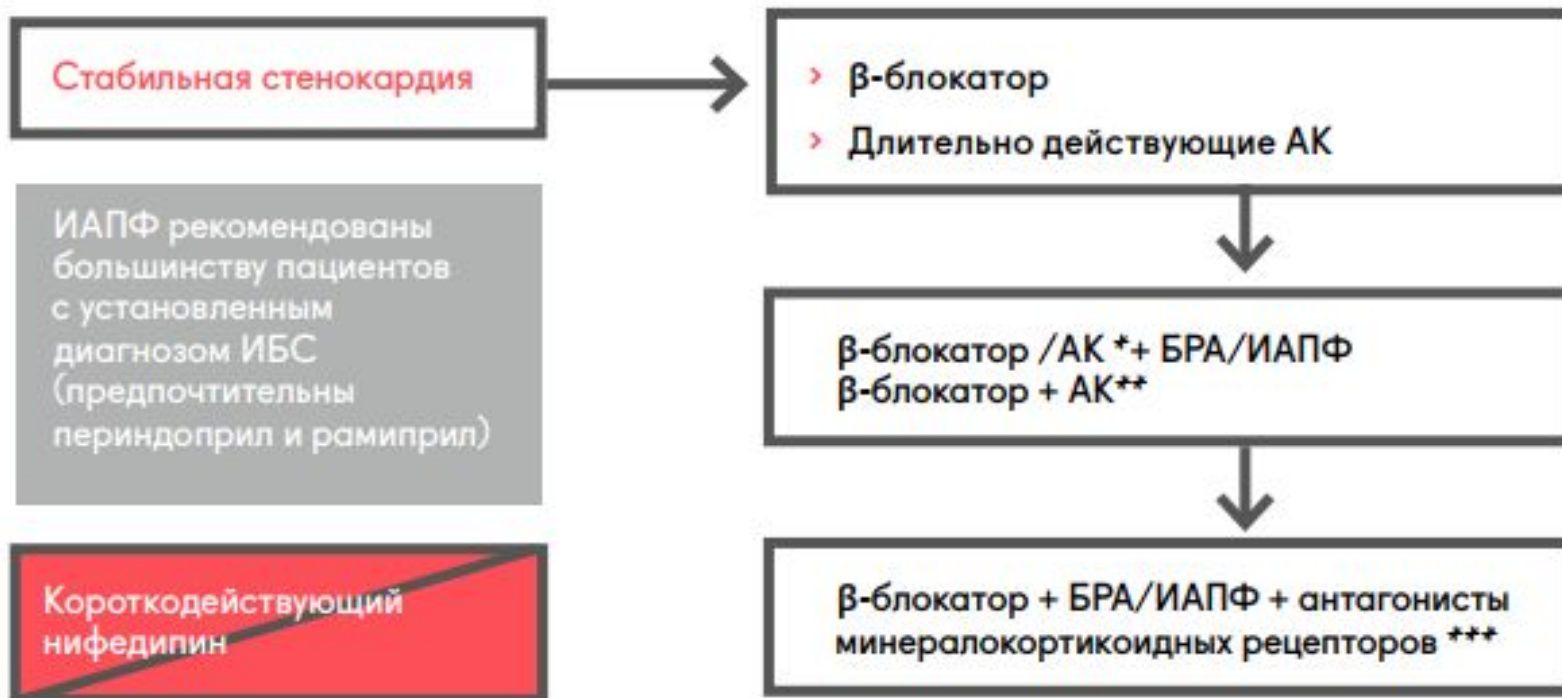 Стабильная стенокардия
> β-блокатор
> Длительно действующие АК
ИАПФ рекомендованы
большинству пациентов
с установленным
диагнозом ИБС
(предпочтительны
периндоприл и рамиприл)
β-блокатор /АК *+ БРА/ИАПФ
β-блокатор + АК**
Короткодействующий
нифедипин
β-блокатор + БРА/ИАПФ + антагонисты
минералокортикоидных рецепторов ***